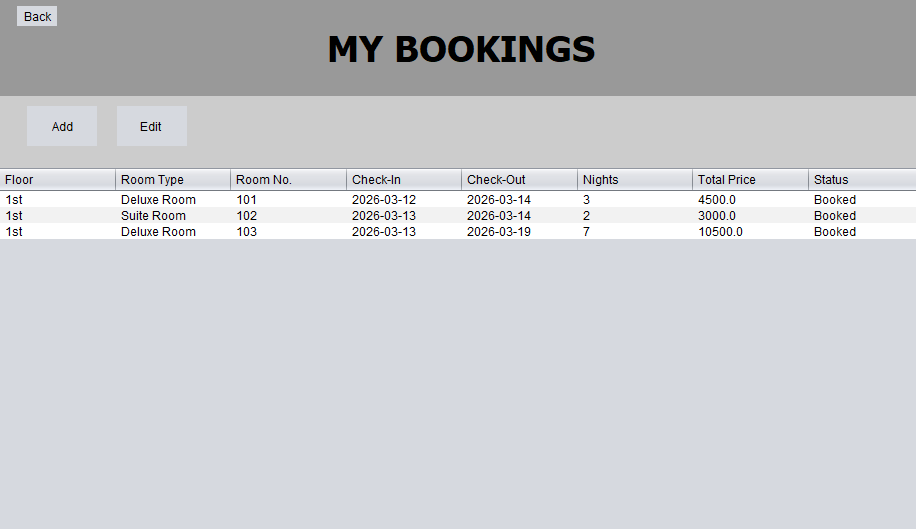 Back
MY BOOKINGS
Add Edit
Floor Room Type Room No. Check-In Check-Out Nights Total Price Status
1st Deluxe Room 101 2026-03-12 2026-03-14 3 4500.0 Booked
1st Suite Room 102 2026-03-13 2026-03-14 2 3000.0 Booked
1st Deluxe Room 103 2026-03-13 2026-03-19 7 10500.0 Booked